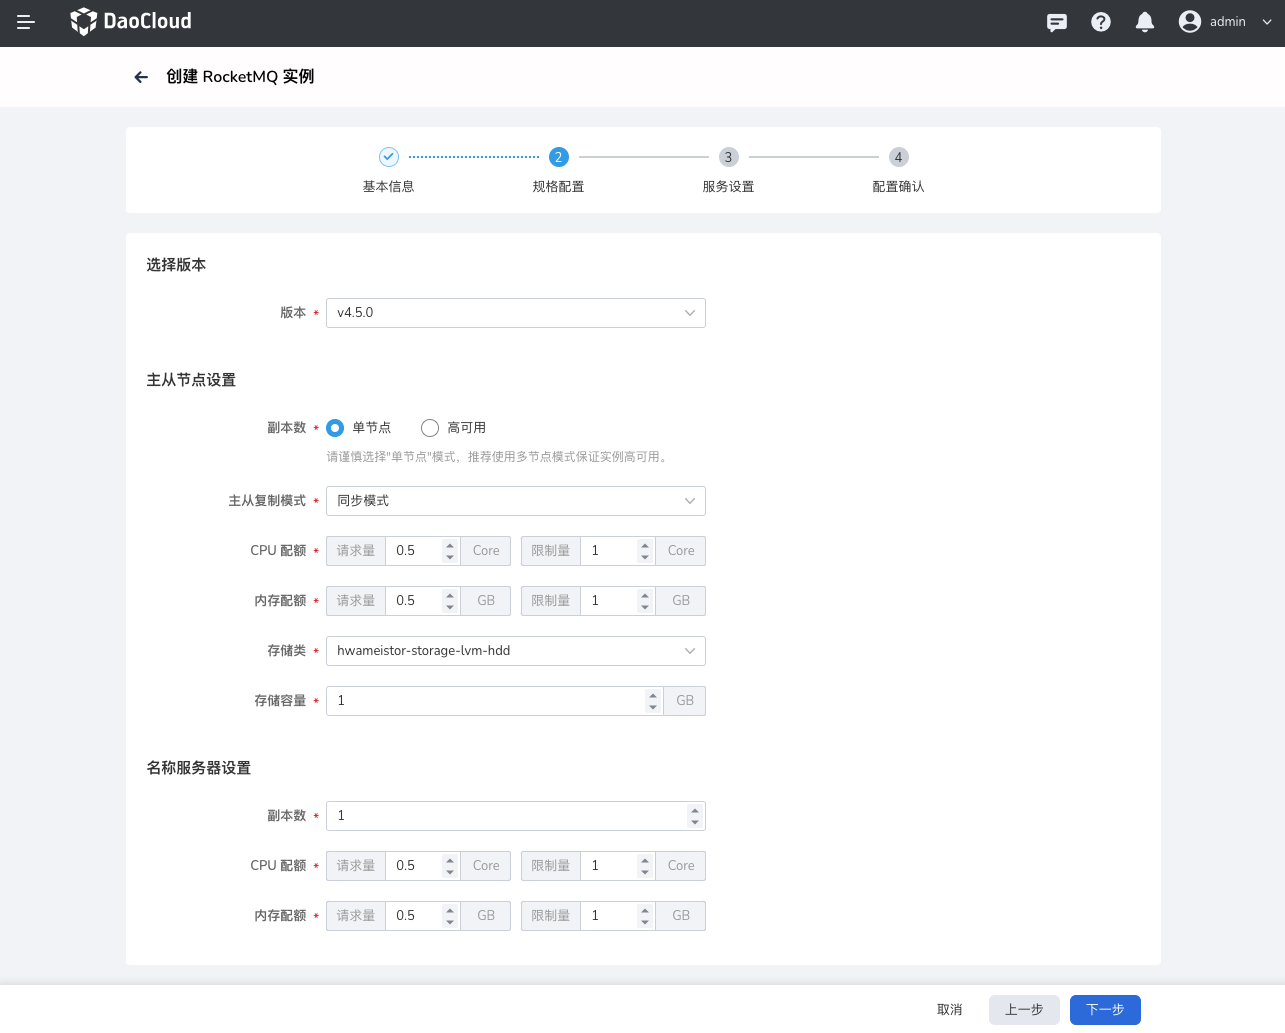 DaoCloud
admin
创建 RocketMQ 实例
2
3
4
基本信息
规格配置
服务设置
配置确认
选择版本
版本 * v4.5.0
主从节点设置
副本数 * 单节点 高可用
请谨慎选择"单节点"模式，推荐使用多节点模式保证实例高可用。
主从复制模式 * 同步模式
CPU 配额 * 请求量 0.5 Core 限制量 1 Core
内存配额 * 请求量 0.5 GB 限制量 1 GB
存储类 * hwameistor-storage-lvm-hdd
存储容量 * 1 GB
名称服务器设置
副本数 * 1
CPU 配额 * 请求量 0.5 Core 限制量 1 Core
内存配额 * 请求量 0.5 GB 限制量 1 GB
取消 上一步 下一步